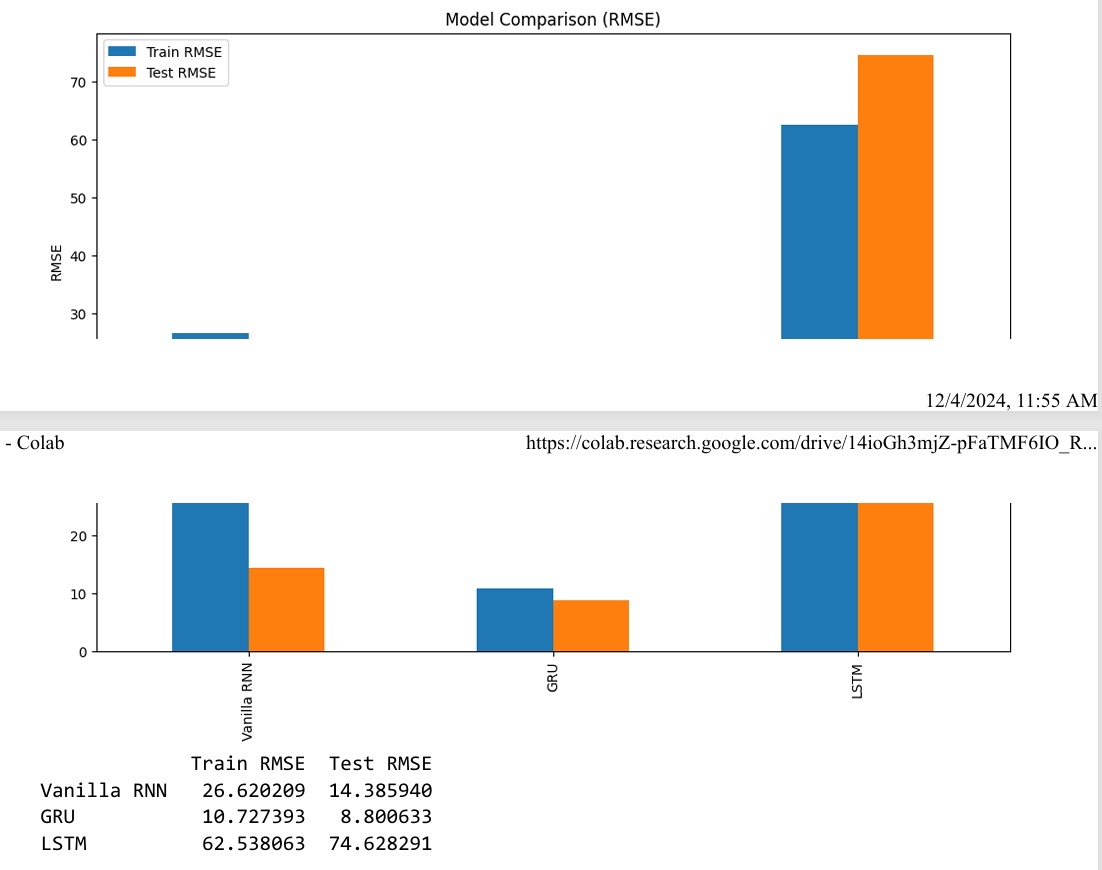 Model Comparison (RMSE)
Train RMSE
Test RMSE
70
60
50
40
30
RMSE
12/4/2024, 11:55 AM
- Colab
https://colab.research.google.com/drive/14ioGh3mjZ-pFaTMF6IO_R...
20
10
0
Vanilla RNN
GRU
LSTM
Train RMSE Test RMSE
Vanilla RNN 26.620209 14.385940
GRU 10.727393 8.800633
LSTM 62.538063 74.628291